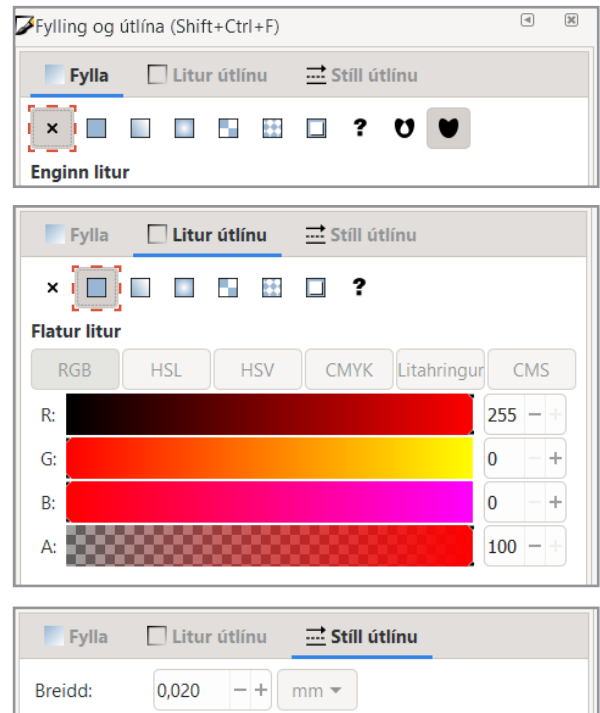 Fylling og útlína (Shift+Ctrl+F)
Fylla Litur útlínu Stíll útlínu
× ?
Enginn litur
Fylla Litur útlínu Stíll útlínu
× ?
Flatur litur
RGB HSL HSV CMYK Litahringur CMS
R: 255 − +
G: 0 − +
B: 0 − +
A: 100 − +
Fylla Litur útlínu Stíll útlínu
Breidd: 0,020 − + mm